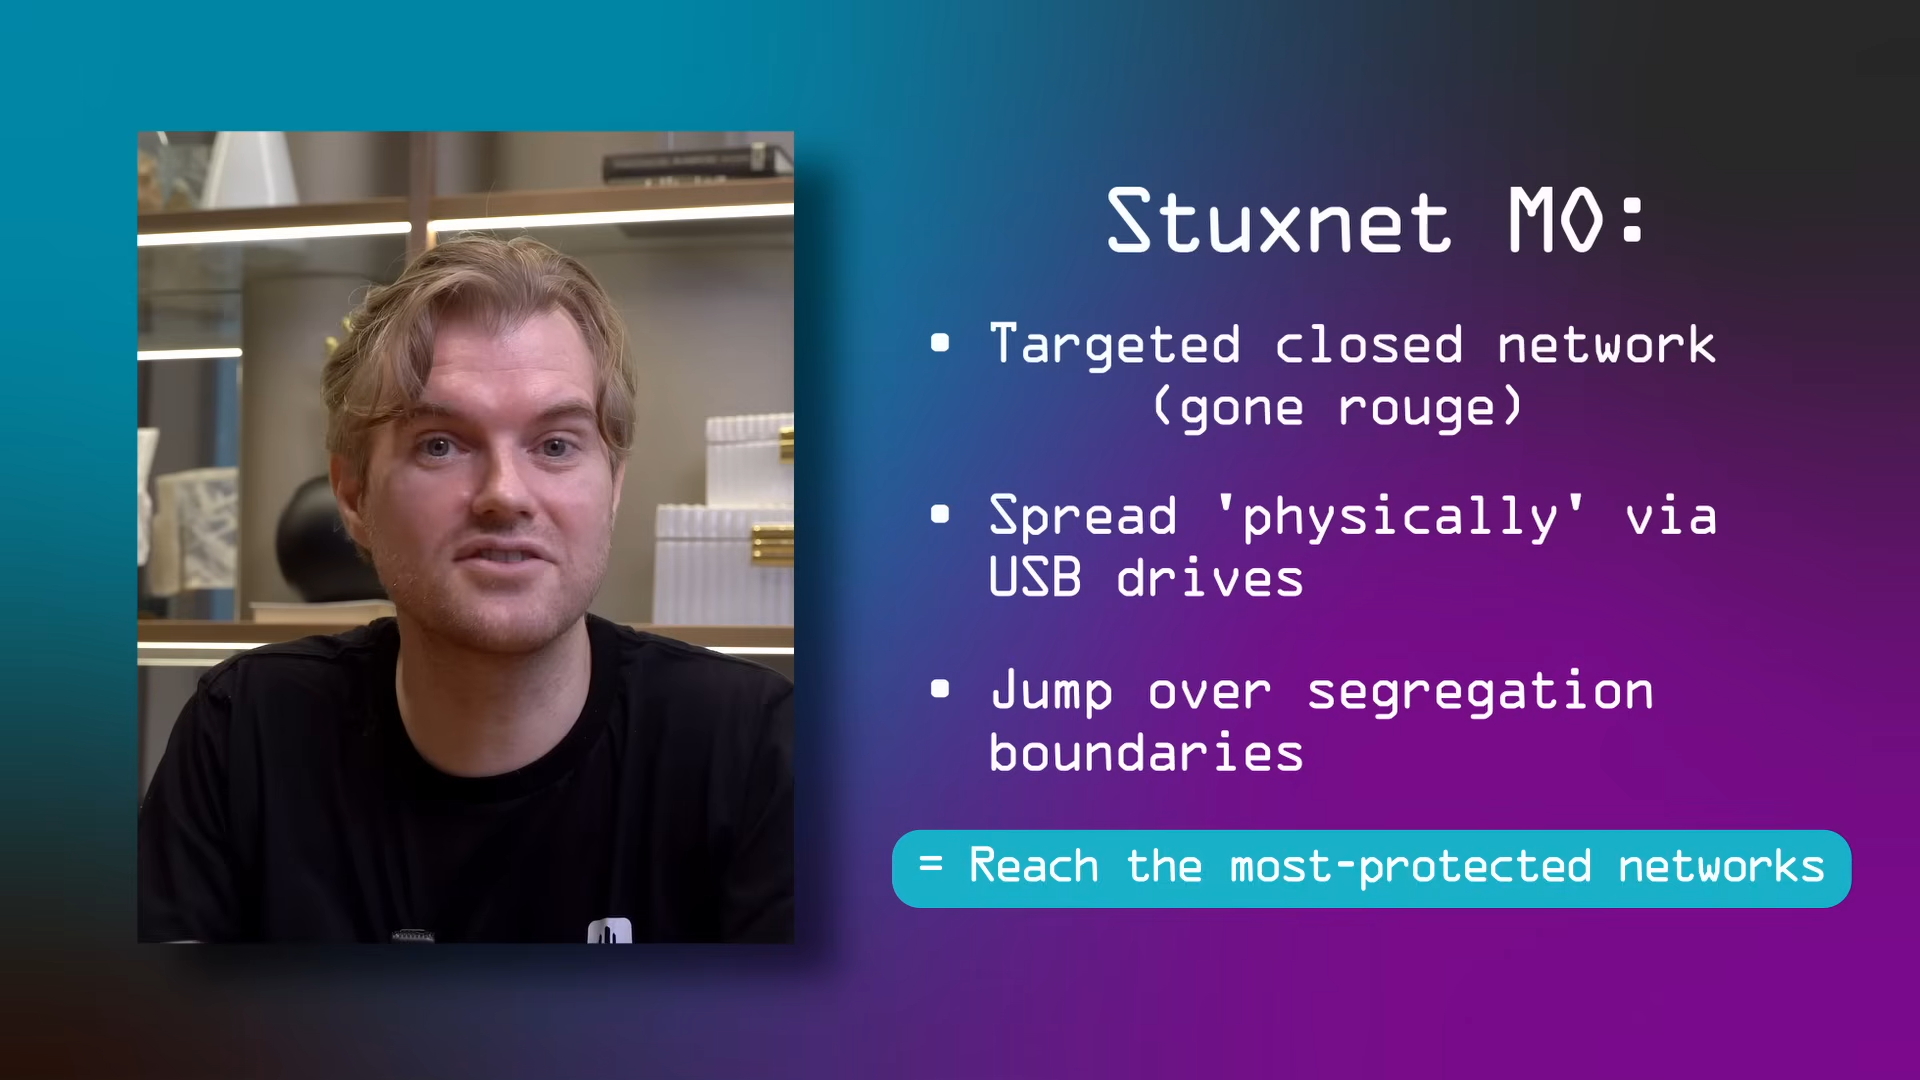 Stuxnet MO:
▪ Targeted closed network
(gone rouge)
▪ Spread 'physically' via
USB drives
▪ Jump over segregation
boundaries
= Reach the most-protected networks